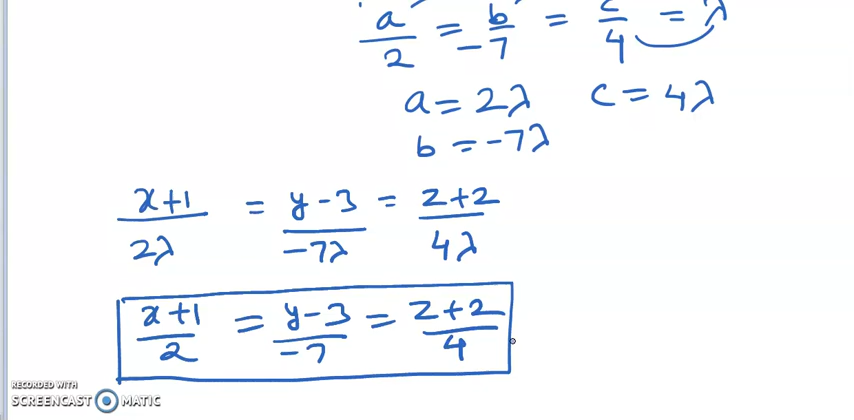 a/2 = b/-7 = c/4 = λ
a = 2λ c = 4λ
b = -7λ
x+1/2λ = y-3/-7λ = z+2/4λ
x+1/2 = y-3/-7 = z+2/4
RECORDED WITH
SCREENCAST MATIC